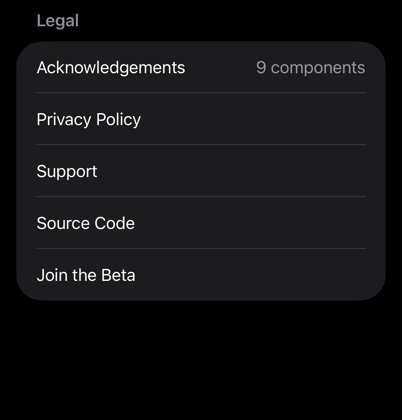 Legal
Acknowledgements 9 components
Privacy Policy
Support
Source Code
Join the Beta